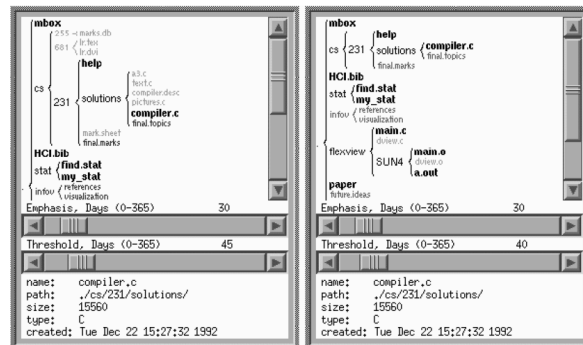 mbox
255 marks.db
681 lr.tex
lr.dvi
help
a3.c
text.c
compiler.desc
cs 231 solutions pictures.c
compiler.c
final.topics
mark.sheet
final.marks
HCI.bib
stat find.stat
my_stat
infov references
visualization
Emphasis, Days (0-365) 30
Threshold, Days (0-365) 45
name: compiler.c
path: ./cs/231/solutions/
size: 15560
type: C
created: Tue Dec 22 15:27:32 1992
mbox
help
cs 231 solutions compiler.c
final.topics
final.marks
HCI.bib
stat find.stat
my_stat
infov references
visualization
main.c
dview.c
flexview main.o
SUN4 dview.o
a.out
paper
future.ideas
Emphasis, Days (0-365) 30
Threshold, Days (0-365) 40
name: compiler.c
path: ./cs/231/solutions/
size: 15560
type: C
created: Tue Dec 22 15:27:32 1992